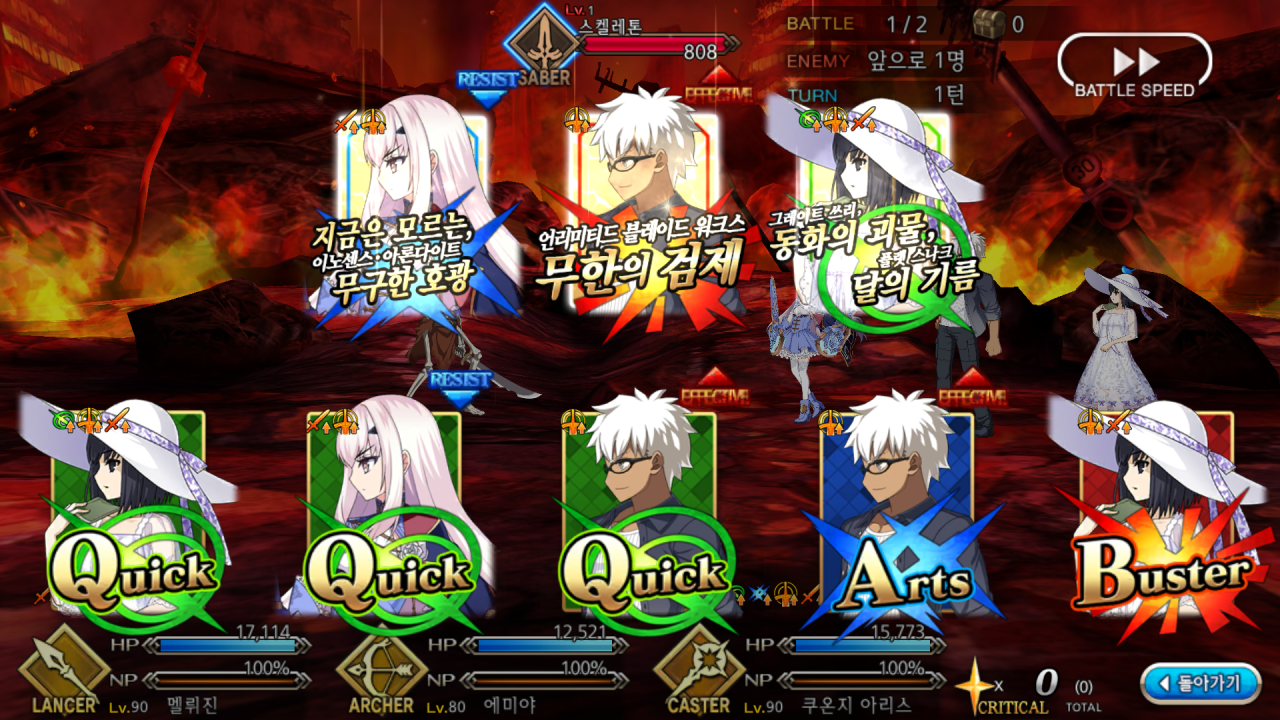 Lv.1
스켈레톤
808
SABER
BATTLE 1/2 0
ENEMY 앞으로 1명
TURN 1턴
BATTLE SPEED
RESIST
EFFECTIVE
지금은 모르는,
이노센스·아론다이트
무구한 호광
언리미티드 블레이드 워크스
무한의 검제
그레이트 쓰리,
동화의 괴물,
플랫 스나크
달의 기름
RESIST
EFFECTIVE
EFFECTIVE
Quick
Quick
Quick
Arts
Buster
LANCER
HP 17,114
NP 100%
Lv.90 멜뤼진
ARCHER
HP 12,521
NP 100%
Lv.80 에미야
CASTER
HP 15,773
NP 100%
Lv.90 쿠온지 아리스
x 0 (0)
CRITICAL TOTAL
돌아가기